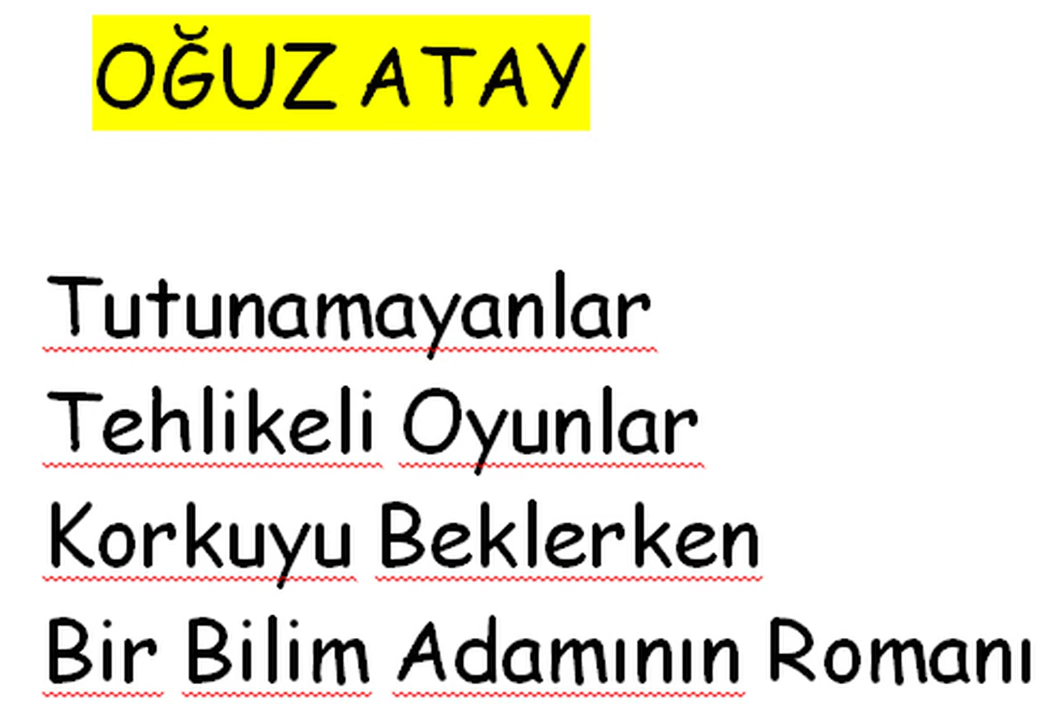 OĞUZ ATAY
Tutunamayanlar
Tehlikeli Oyunlar
Korkuyu Beklerken
Bir Bilim Adamının Romanı